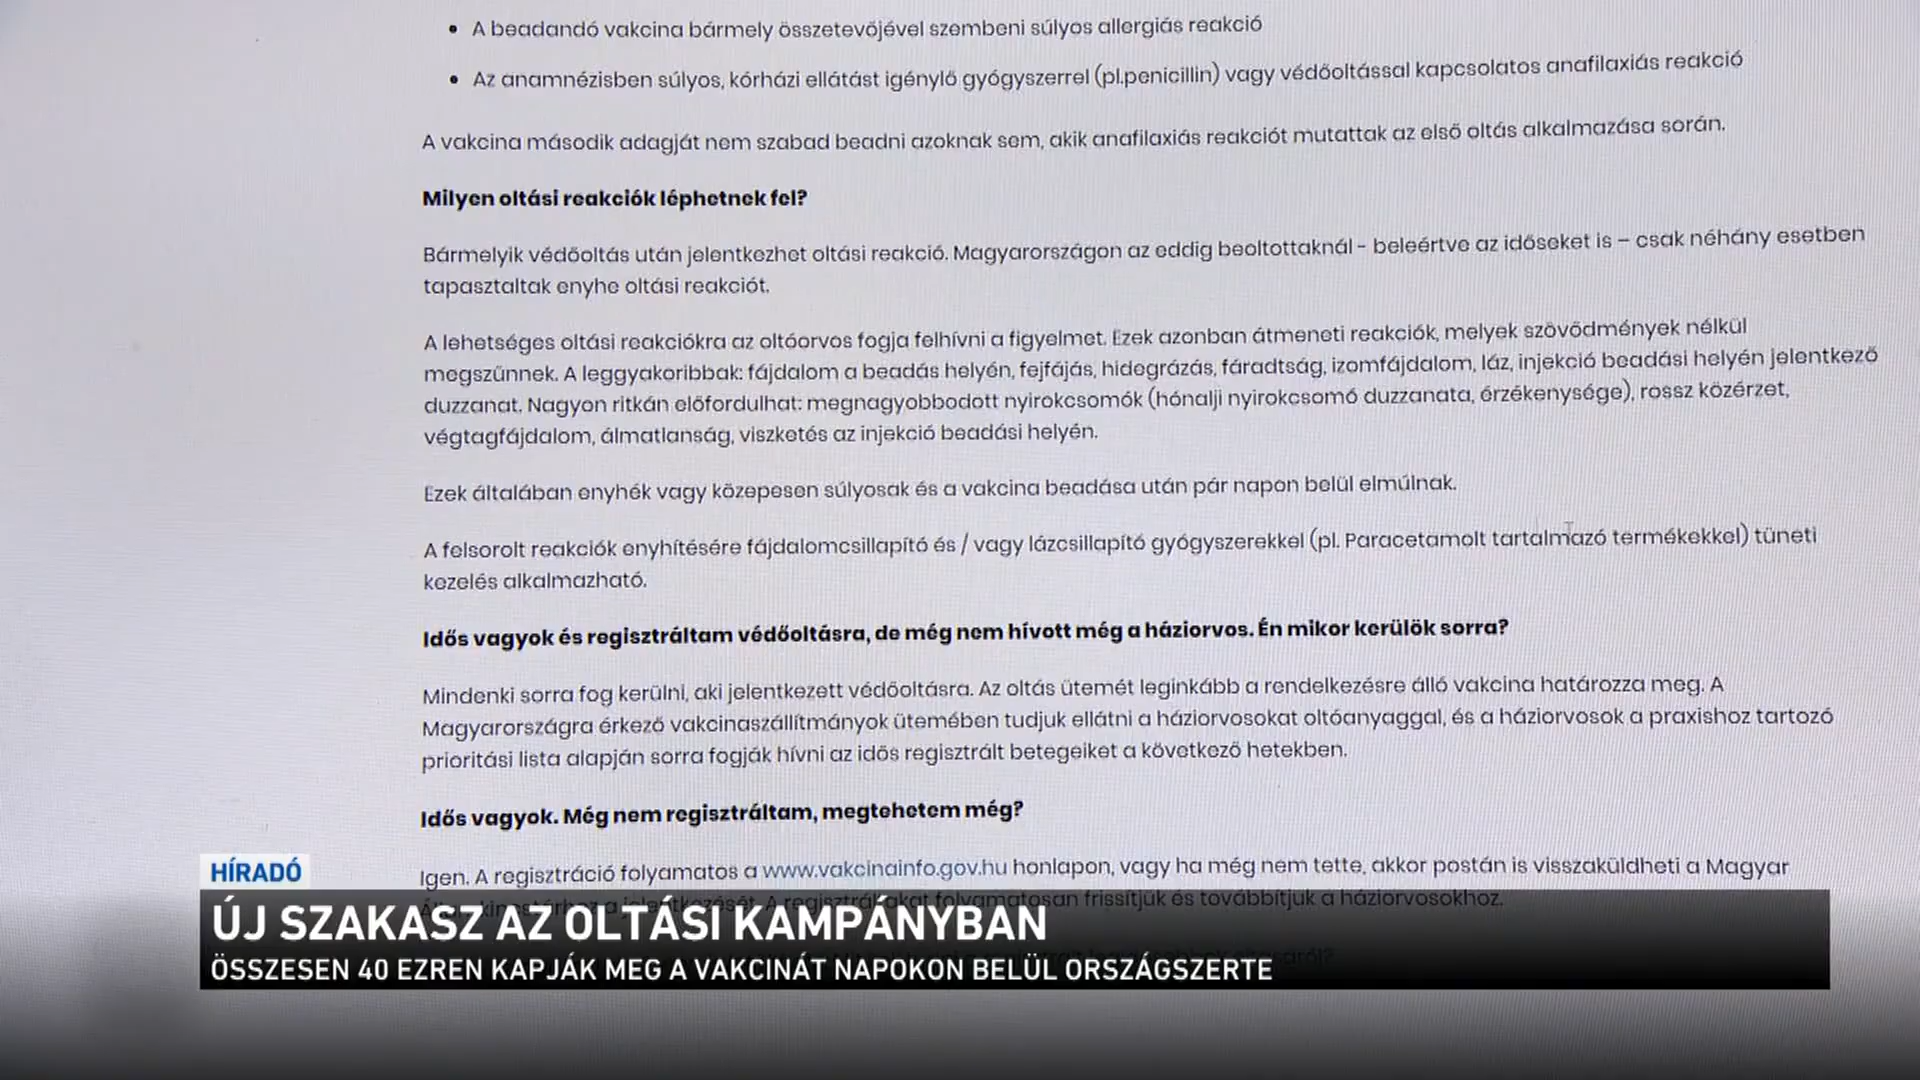 • A beadandó vakcina bármely összetevőjével szembeni súlyos allergiás reakció
• Az anamnézisben súlyos, kórházi ellátást igénylő gyógyszerrel (pl.penicillin) vagy védőoltással kapcsolatos anafilaxiás reakció
A vakcina második adagját nem szabad beadni azoknak sem, akik anafilaxiás reakciót mutattak az első oltás alkalmazása során.
Milyen oltási reakciók léphetnek fel?
Bármelyik védőoltás után jelentkezhet oltási reakció. Magyarországon az eddig beoltottaknál - beleértve az időseket is – csak néhány esetben
tapasztaltak enyhe oltási reakciót.
A lehetséges oltási reakciókra az oltóorvos fogja felhívni a figyelmet. Ezek azonban átmeneti reakciók, melyek szövődmények nélkül
megszűnnek. A leggyakoribbak: fájdalom a beadás helyén, fejfájás, hidegrázás, fáradtság, izomfájdalom, láz, injekció beadási helyén jelentkező
duzzanat. Nagyon ritkán előfordulhat: megnagyobbodott nyirokcsomók (hónalji nyirokcsomó duzzanata, érzékenysége), rossz közérzet,
végtagfájdalom, álmatlanság, viszketés az injekció beadási helyén.
Ezek általában enyhék vagy közepesen súlyosak és a vakcina beadása után pár napon belül elmúlnak.
A felsorolt reakciók enyhítésére fájdalomcsillapító és / vagy lázcsillapító gyógyszerekkel (pl. Paracetamolt tartalmazó termékekkel) tüneti
kezelés alkalmazható.
Idős vagyok és regisztráltam védőoltásra, de még nem hívott még a háziorvos. Én mikor kerülök sorra?
Mindenki sorra fog kerülni, aki jelentkezett védőoltásra. Az oltás ütemét leginkább a rendelkezésre álló vakcina határozza meg. A
Magyarországra érkező vakcinaszállítmányok ütemében tudjuk ellátni a háziorvosokat oltóanyaggal, és a háziorvosok a praxishoz tartozó
prioritási lista alapján sorra fogják hívni az idős regisztrált betegeiket a következő hetekben.
Idős vagyok. Még nem regisztráltam, megtehetem még?
Igen. A regisztráció folyamatos a www.vakcinainfo.gov.hu honlapon, vagy ha még nem tette, akkor postán is visszaküldheti a Magyar
folyamatosan frissítjük és továbbítjuk a háziorvosokhoz.
HÍRADÓ
ÚJ SZAKASZ AZ OLTÁSI KAMPÁNYBAN
ÖSSZESEN 40 EZREN KAPJÁK MEG A VAKCINÁT NAPOKON BELÜL ORSZÁGSZERTE